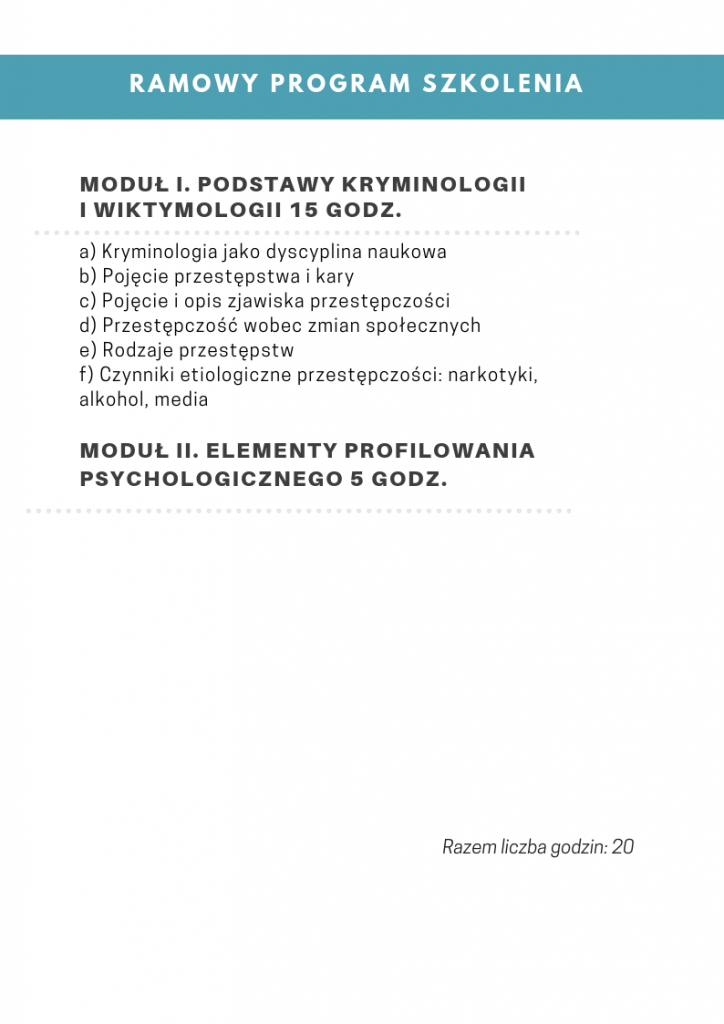 RAMOWY PROGRAM SZKOLENIA
MODUŁ I. PODSTAWY KRYMINOLOGII
I WIKTYMOLOGII 15 GODZ.
a) Kryminologia jako dyscyplina naukowa
b) Pojęcie przestępstwa i kary
c) Pojęcie i opis zjawiska przestępczości
d) Przestępczość wobec zmian społecznych
e) Rodzaje przestępstw
f) Czynniki etiologiczne przestępczości: narkotyki,
alkohol, media
MODUŁ II. ELEMENTY PROFILOWANIA
PSYCHOLOGICZNEGO 5 GODZ.
Razem liczba godzin: 20